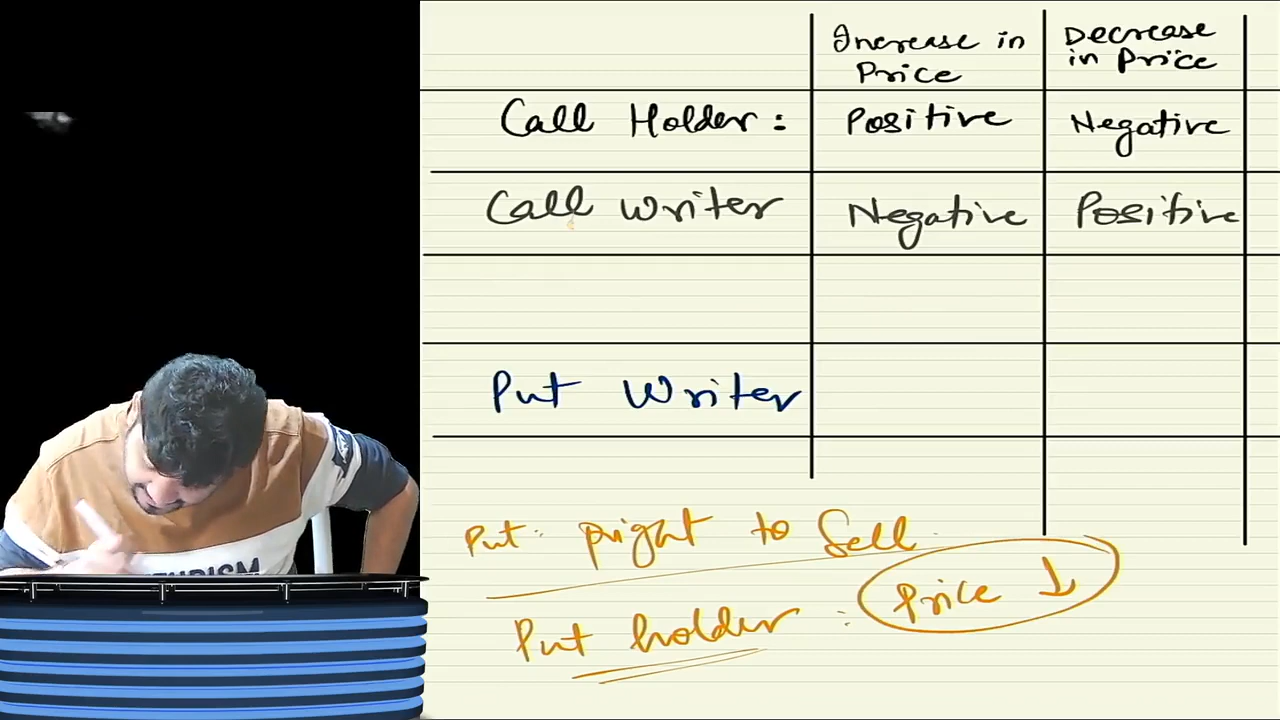 Increase in Price
Decrease in Price
Call Holder:
Positive
Negative
Call Writer
Negative
Positive
Put Writer
Put: right to Sell
Put holder: Price ↓